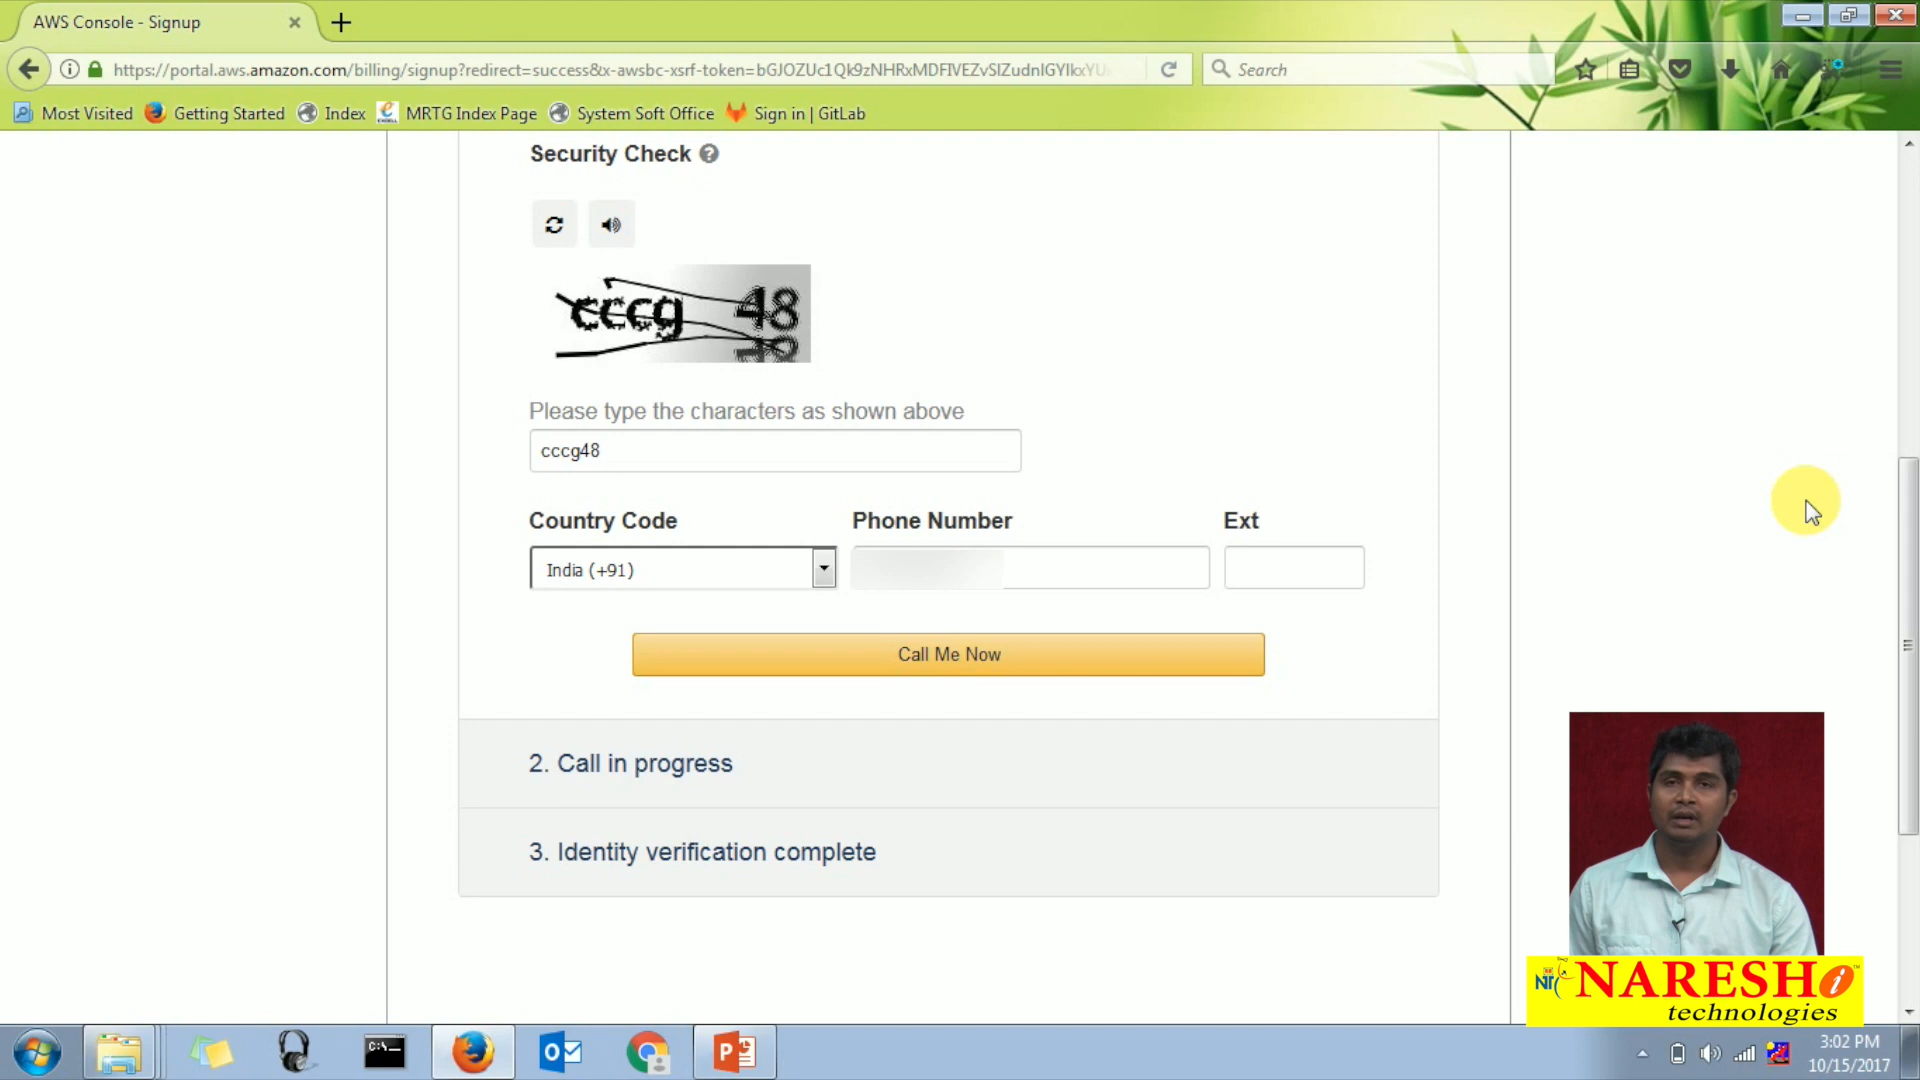 AWS Console - Signup
https://portal.aws.amazon.com/billing/signup?redirect=success&x-awsbc-xsrf-token=
Search
Most Visited
Getting Started
Index
MRTG Index Page
System Soft Office
Sign in | GitLab
Security Check
cccg 48
Please type the characters as shown above
cccg48
Country Code
Phone Number
Ext
India (+91)
Call Me Now
2. Call in progress
3. Identity verification complete
NARESH i
technologies
3:02 PM
10/15/2017